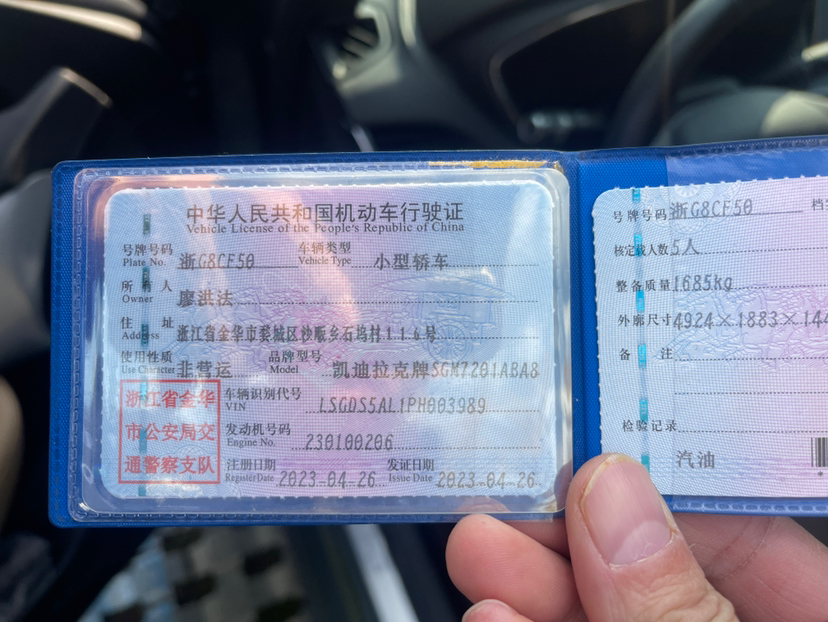 中华人民共和国机动车行驶证
Vehicle License of the People's Republic of China
号牌号码 浙G8CF50 车辆类型 小型轿车
Plate No. Vehicle Type
所有人 廖洪法
Owner
住址 浙江省金华市婺城区沙畈乡石坞村116号
Address
使用性质 非营运 品牌型号 凯迪拉克牌SGM7201ABA8
Use Character Model
浙江省金华
市公安局交
通警察支队
车辆识别代号 LSGDS5AL1PH003989
VIN
发动机号码 230100206
Engine No.
注册日期 2023-04-26 发证日期 2023-04-26
Register Date Issue Date
号牌号码 浙G8CF50
核定载人数 5人
整备质量 1685kg
外廓尺寸 4924×1883×144
备注
检验记录
汽油